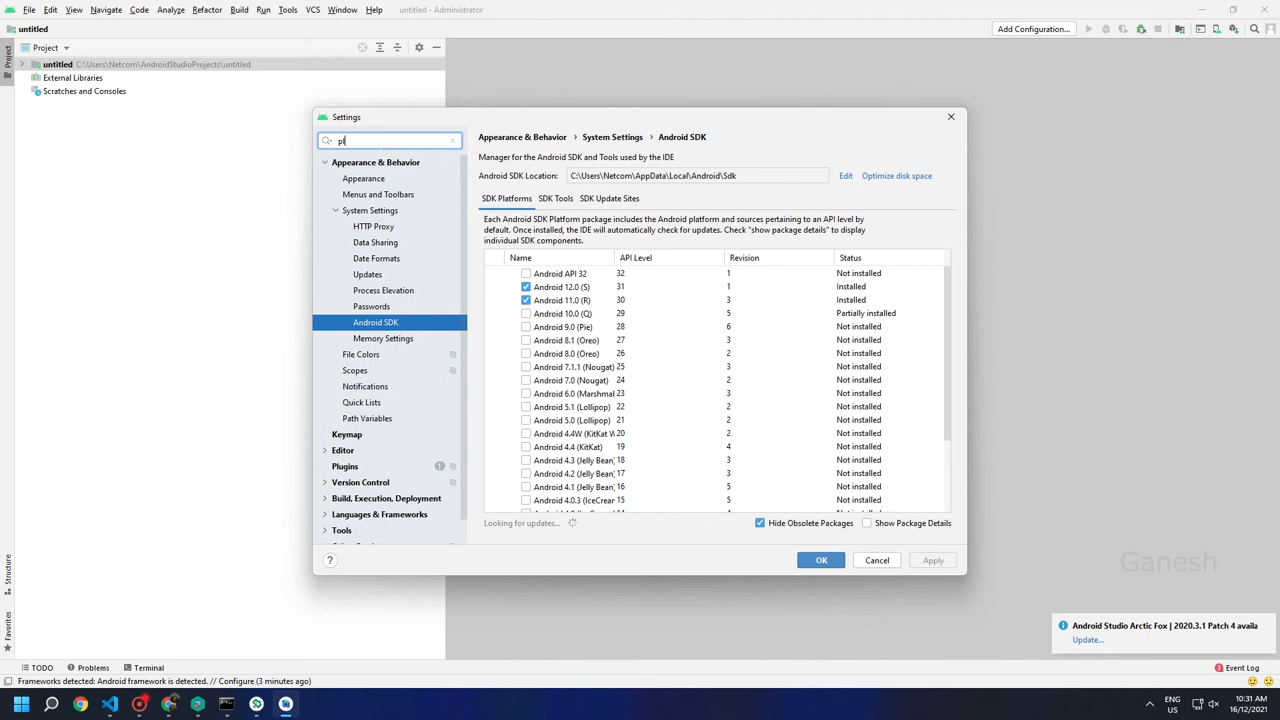 File Edit View Navigate Code Analyze Refactor Build Run Tools VCS Window Help untitled - Administrator
untitled
Add Configuration...
Project
Project
untitled C:\Users\Netcom\AndroidStudioProjects\untitled
External Libraries
Scratches and Consoles
Settings
pl
Appearance & Behavior
Appearance
Menus and Toolbars
System Settings
HTTP Proxy
Data Sharing
Date Formats
Updates
Process Elevation
Passwords
Android SDK
Memory Settings
File Colors
Scopes
Notifications
Quick Lists
Path Variables
Keymap
Editor
Plugins 1
Version Control
Build, Execution, Deployment
Languages & Frameworks
Tools
Appearance & Behavior › System Settings › Android SDK
Manager for the Android SDK and Tools used by the IDE
Android SDK Location: C:\Users\Netcom\AppData\Local\Android\Sdk Edit Optimize disk space
SDK Platforms SDK Tools SDK Update Sites
Each Android SDK Platform package includes the Android platform and sources pertaining to an API level by
default. Once installed, the IDE will automatically check for updates. Check "show package details" to display
individual SDK components.
Name API Level Revision Status
Android API 32 32 1 Not installed
Android 12.0 (S) 31 1 Installed
Android 11.0 (R) 30 3 Installed
Android 10.0 (Q) 29 5 Partially installed
Android 9.0 (Pie) 28 6 Not installed
Android 8.1 (Oreo) 27 3 Not installed
Android 8.0 (Oreo) 26 2 Not installed
Android 7.1.1 (Nougat) 25 3 Not installed
Android 7.0 (Nougat) 24 2 Not installed
Android 6.0 (Marshmal 23 3 Not installed
Android 5.1 (Lollipop) 22 2 Not installed
Android 5.0 (Lollipop) 21 2 Not installed
Android 4.4W (KitKat W 20 2 Not installed
Android 4.4 (KitKat) 19 4 Not installed
Android 4.3 (Jelly Bean) 18 3 Not installed
Android 4.2 (Jelly Bean) 17 3 Not installed
Android 4.1 (Jelly Bean) 16 5 Not installed
Android 4.0.3 (IceCrear 15 5 Not installed
Looking for updates...
Hide Obsolete Packages Show Package Details
? OK Cancel Apply
Ganesh
Android Studio Arctic Fox | 2020.3.1 Patch 4 availa
Update...
Structure
Favorites
TODO Problems Terminal
3 Event Log
Frameworks detected: Android framework is detected. // Configure (3 minutes ago)
ENG
US
10:31 AM
16/12/2021